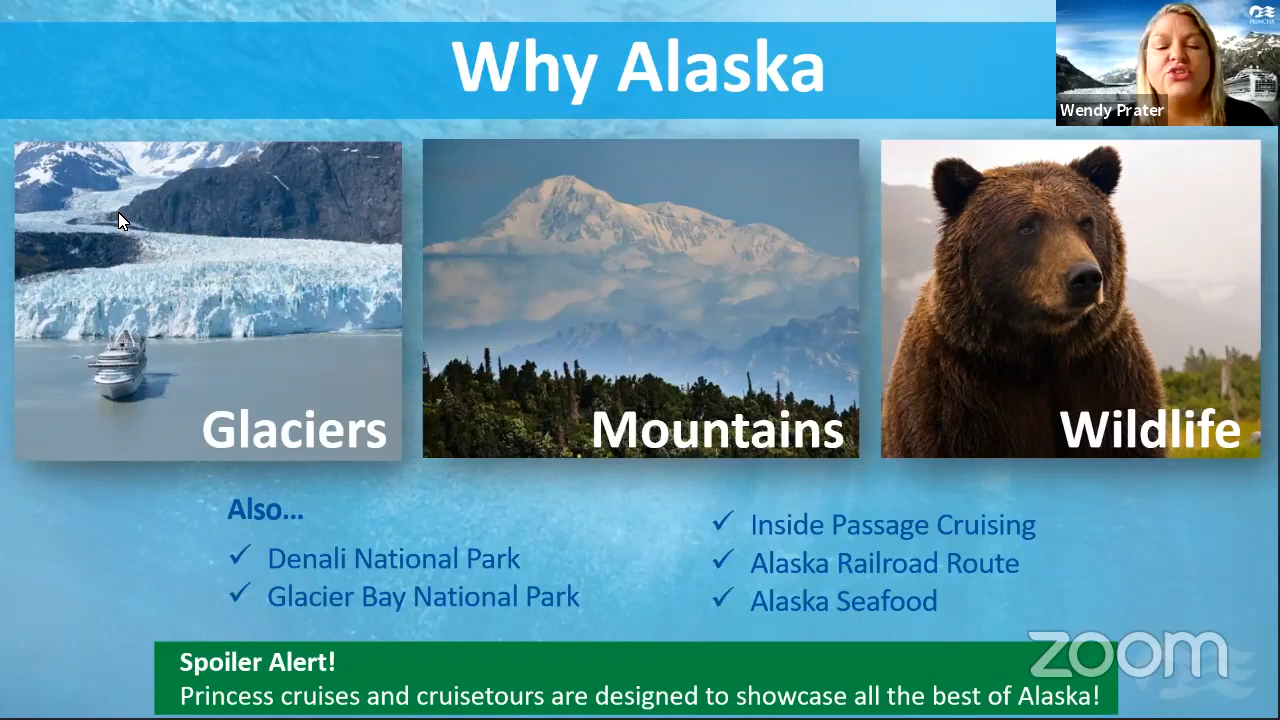 Why Alaska
PRINCESS
Wendy Prater
Glaciers
Mountains
Wildlife
Also...
✓ Denali National Park
✓ Glacier Bay National Park
✓ Inside Passage Cruising
✓ Alaska Railroad Route
✓ Alaska Seafood
Spoiler Alert!
Princess cruises and cruisetours are designed to showcase all the best of Alaska!
zoom